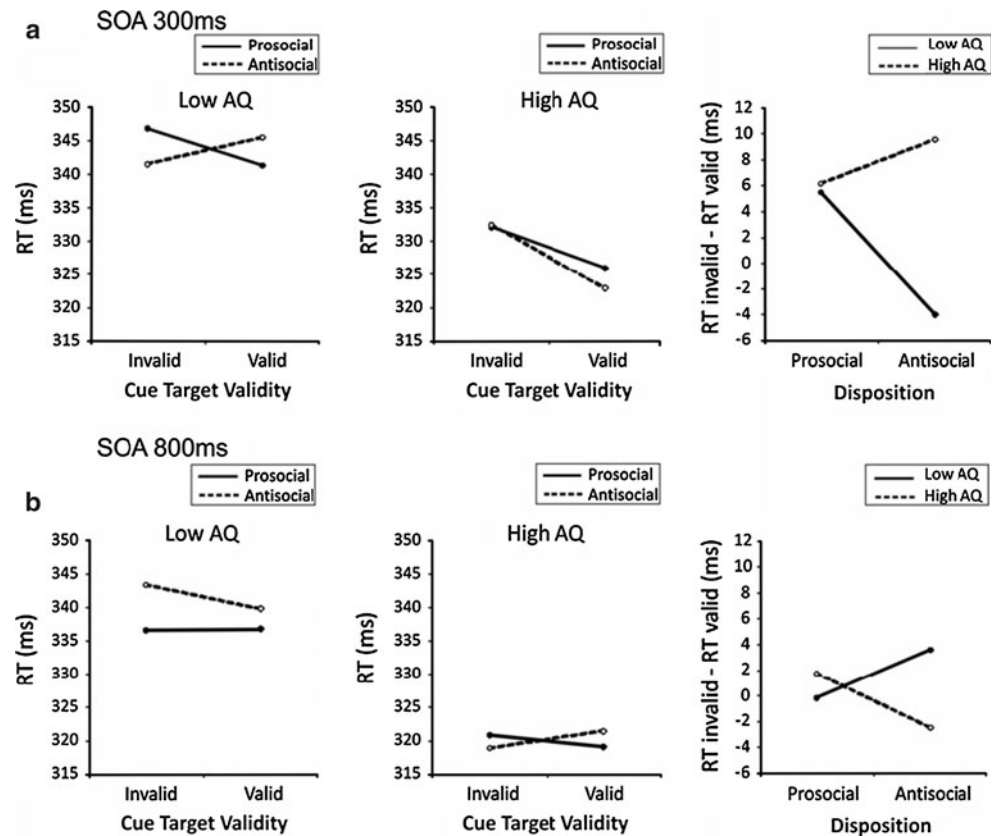 a
SOA 300ms
Prosocial
Antisocial
Low AQ
350
345
340
335
330
325
320
315
RT (ms)
Invalid Valid
Cue Target Validity
Prosocial
Antisocial
High AQ
350
345
340
335
330
325
320
315
RT (ms)
Invalid Valid
Cue Target Validity
Low AQ
High AQ
12
10
8
6
4
2
0
-2
-4
-6
RT invalid - RT valid (ms)
Prosocial Antisocial
Disposition
SOA 800ms
b
Prosocial
Antisocial
Low AQ
350
345
340
335
330
325
320
315
RT (ms)
Invalid Valid
Cue Target Validity
Prosocial
Antisocial
High AQ
350
345
340
335
330
325
320
315
RT (ms)
Invalid Valid
Cue Target Validity
Low AQ
High AQ
12
10
8
6
4
2
0
-2
-4
-6
RT invalid - RT valid (ms)
Prosocial Antisocial
Disposition